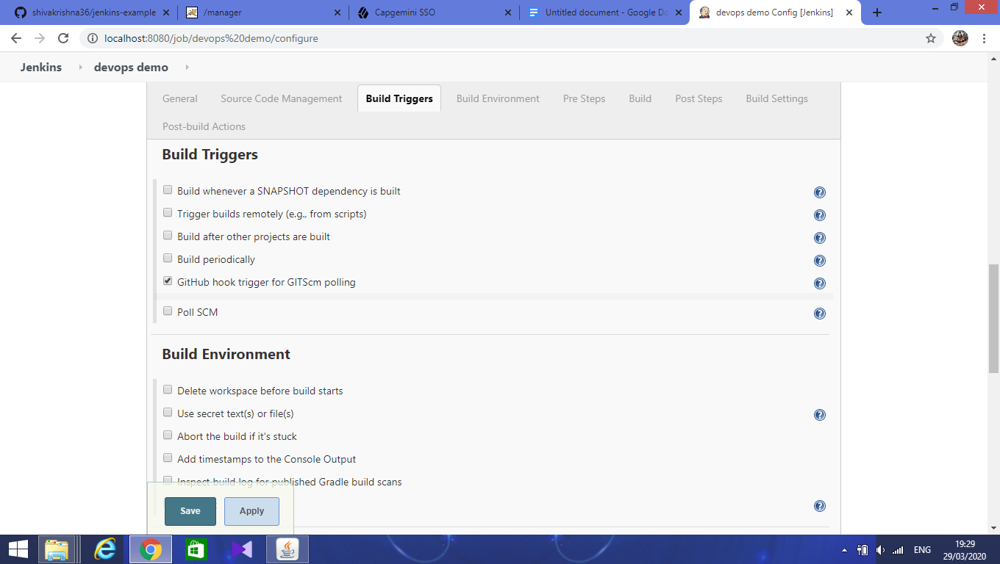 shivakrishna36/jenkins-example
/manager
Capgemini SSO
Untitled document - Google Do
devops demo Config [Jenkins]
localhost:8080/job/devops%20demo/configure
Jenkins
devops demo
General
Source Code Management
Build Triggers
Build Environment
Pre Steps
Build
Post Steps
Build Settings
Post-build Actions
Build Triggers
Build whenever a SNAPSHOT dependency is built
Trigger builds remotely (e.g., from scripts)
Build after other projects are built
Build periodically
GitHub hook trigger for GITScm polling
Poll SCM
Build Environment
Delete workspace before build starts
Use secret text(s) or file(s)
Abort the build if it's stuck
Add timestamps to the Console Output
Inspect build log for published Gradle build scans
Save
Apply
ENG
19:29
29/03/2020